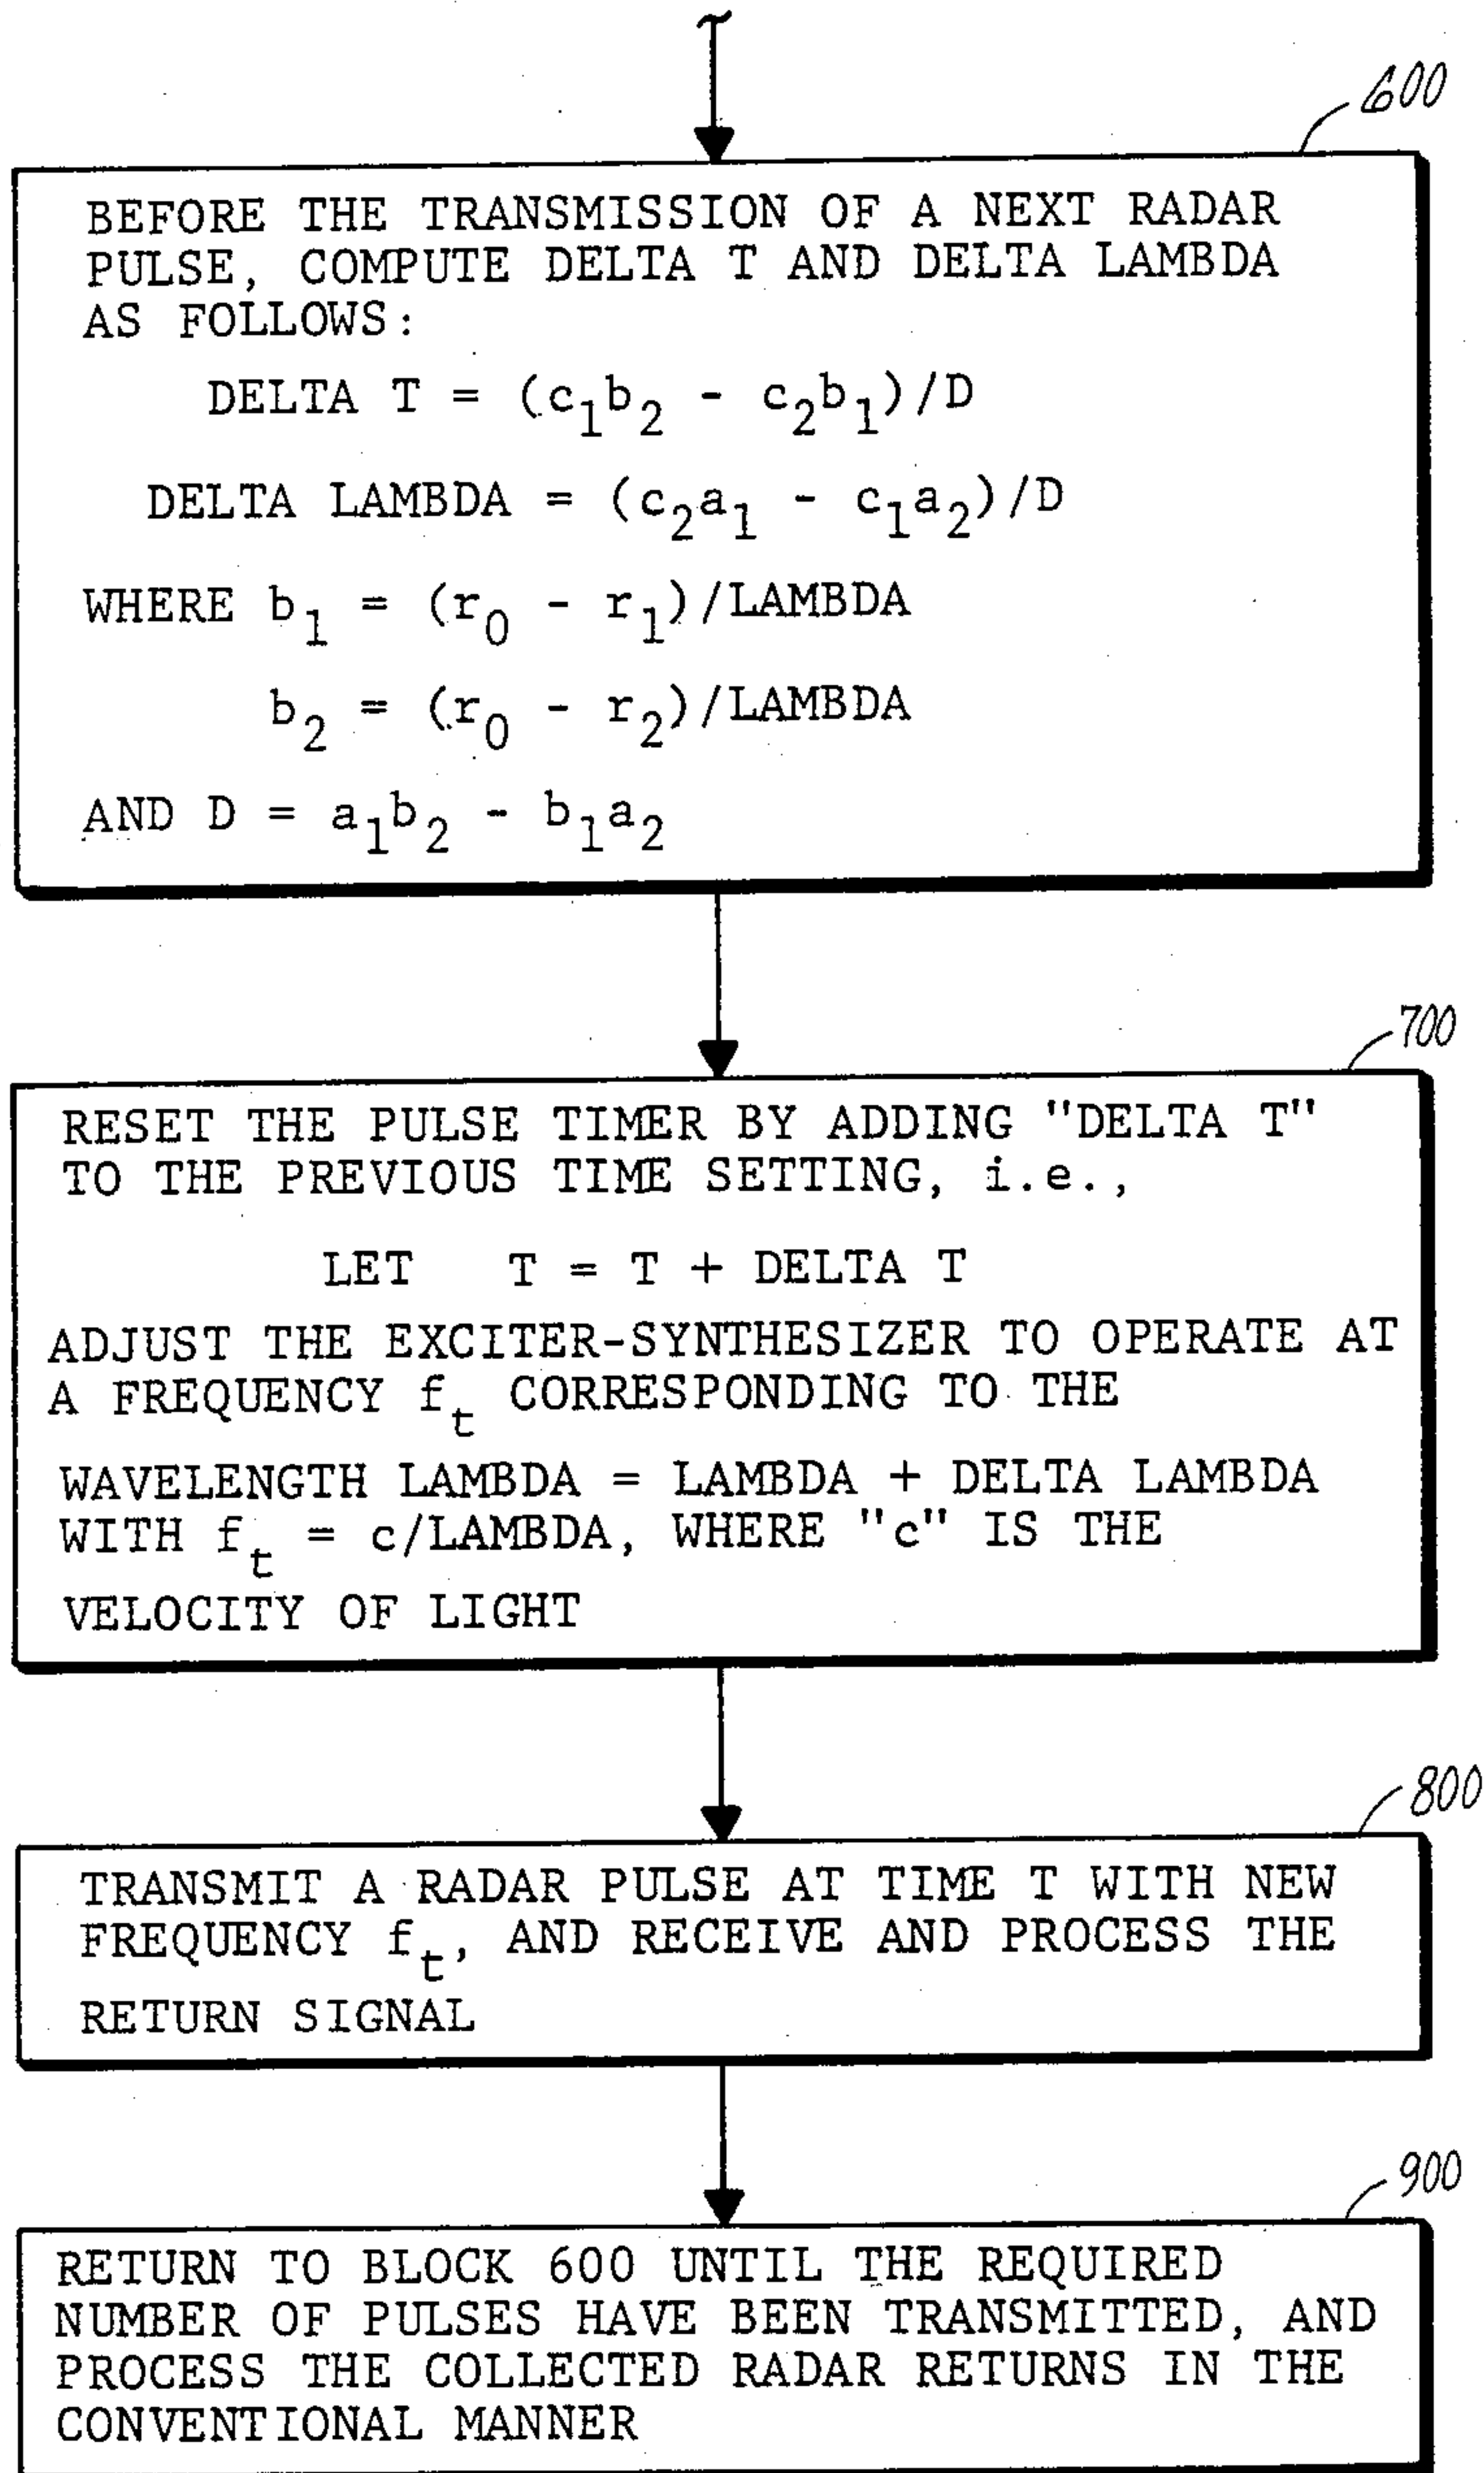 600
BEFORE THE TRANSMISSION OF A NEXT RADAR
PULSE, COMPUTE DELTA T AND DELTA LAMBDA
AS FOLLOWS:
DELTA T = (c₁b₂ - c₂b₁)/D
DELTA LAMBDA = (c₂a₁ - c₁a₂)/D
WHERE b₁ = (r₀ - r₁)/LAMBDA
b₂ = (r₀ - r₂)/LAMBDA
AND D = a₁b₂ - b₁a₂
700
RESET THE PULSE TIMER BY ADDING "DELTA T"
TO THE PREVIOUS TIME SETTING, i.e.,
LET T = T + DELTA T
ADJUST THE EXCITER-SYNTHESIZER TO OPERATE AT
A FREQUENCY fₜ CORRESPONDING TO THE
WAVELENGTH LAMBDA = LAMBDA + DELTA LAMBDA
WITH fₜ = c/LAMBDA, WHERE "c" IS THE
VELOCITY OF LIGHT
800
TRANSMIT A RADAR PULSE AT TIME T WITH NEW
FREQUENCY fₜ, AND RECEIVE AND PROCESS THE
RETURN SIGNAL
900
RETURN TO BLOCK 600 UNTIL THE REQUIRED
NUMBER OF PULSES HAVE BEEN TRANSMITTED, AND
PROCESS THE COLLECTED RADAR RETURNS IN THE
CONVENTIONAL MANNER